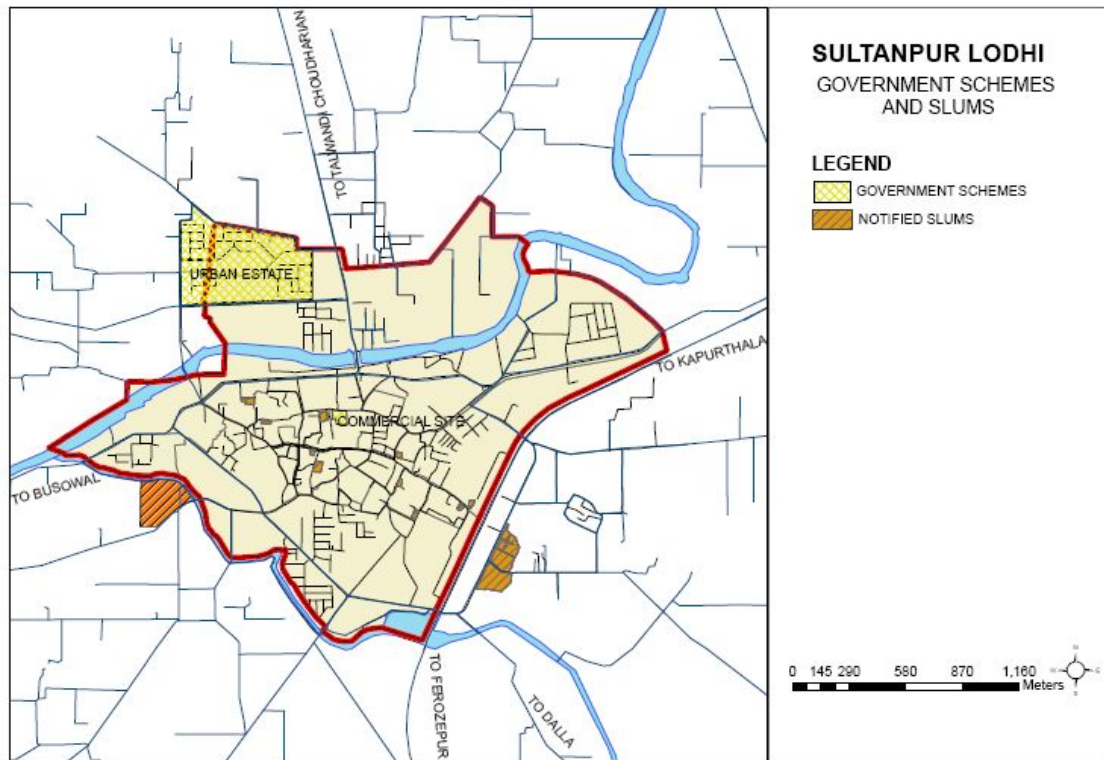 SULTANPUR LODHI
GOVERNMENT SCHEMES
AND SLUMS
LEGEND
GOVERNMENT SCHEMES
NOTIFIED SLUMS
TO TALWANDI CHOUDHARIAN
URBAN ESTATE
TO KAPURTHALA
COMMERCIAL SITE
TO BUSOWAL
TO FEROZEPUR
TO DALLA
0 145 290 580 870 1,160
Meters
N
W E
S